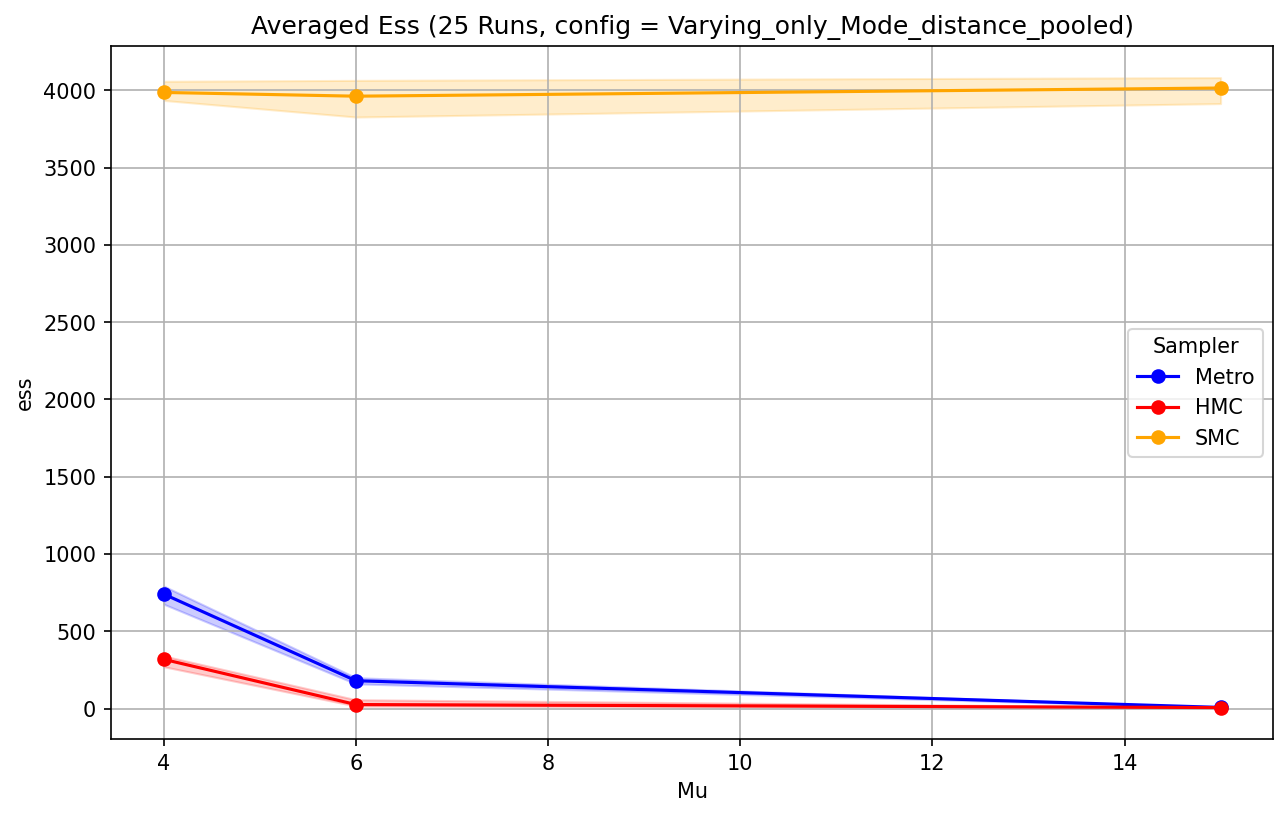 Averaged Ess (25 Runs, config = Varying_only_Mode_distance_pooled)
4000
3500
3000
2500
2000
1500
1000
500
0
ess
Sampler
Metro
HMC
SMC
4 6 8 10 12 14
Mu